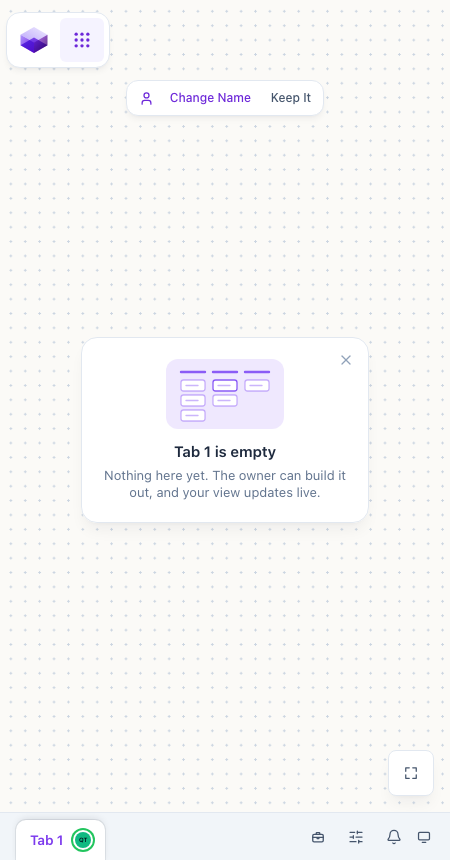 Change Name Keep It
Tab 1 is empty
Nothing here yet. The owner can build it
out, and your view updates live.
Tab 1 QT